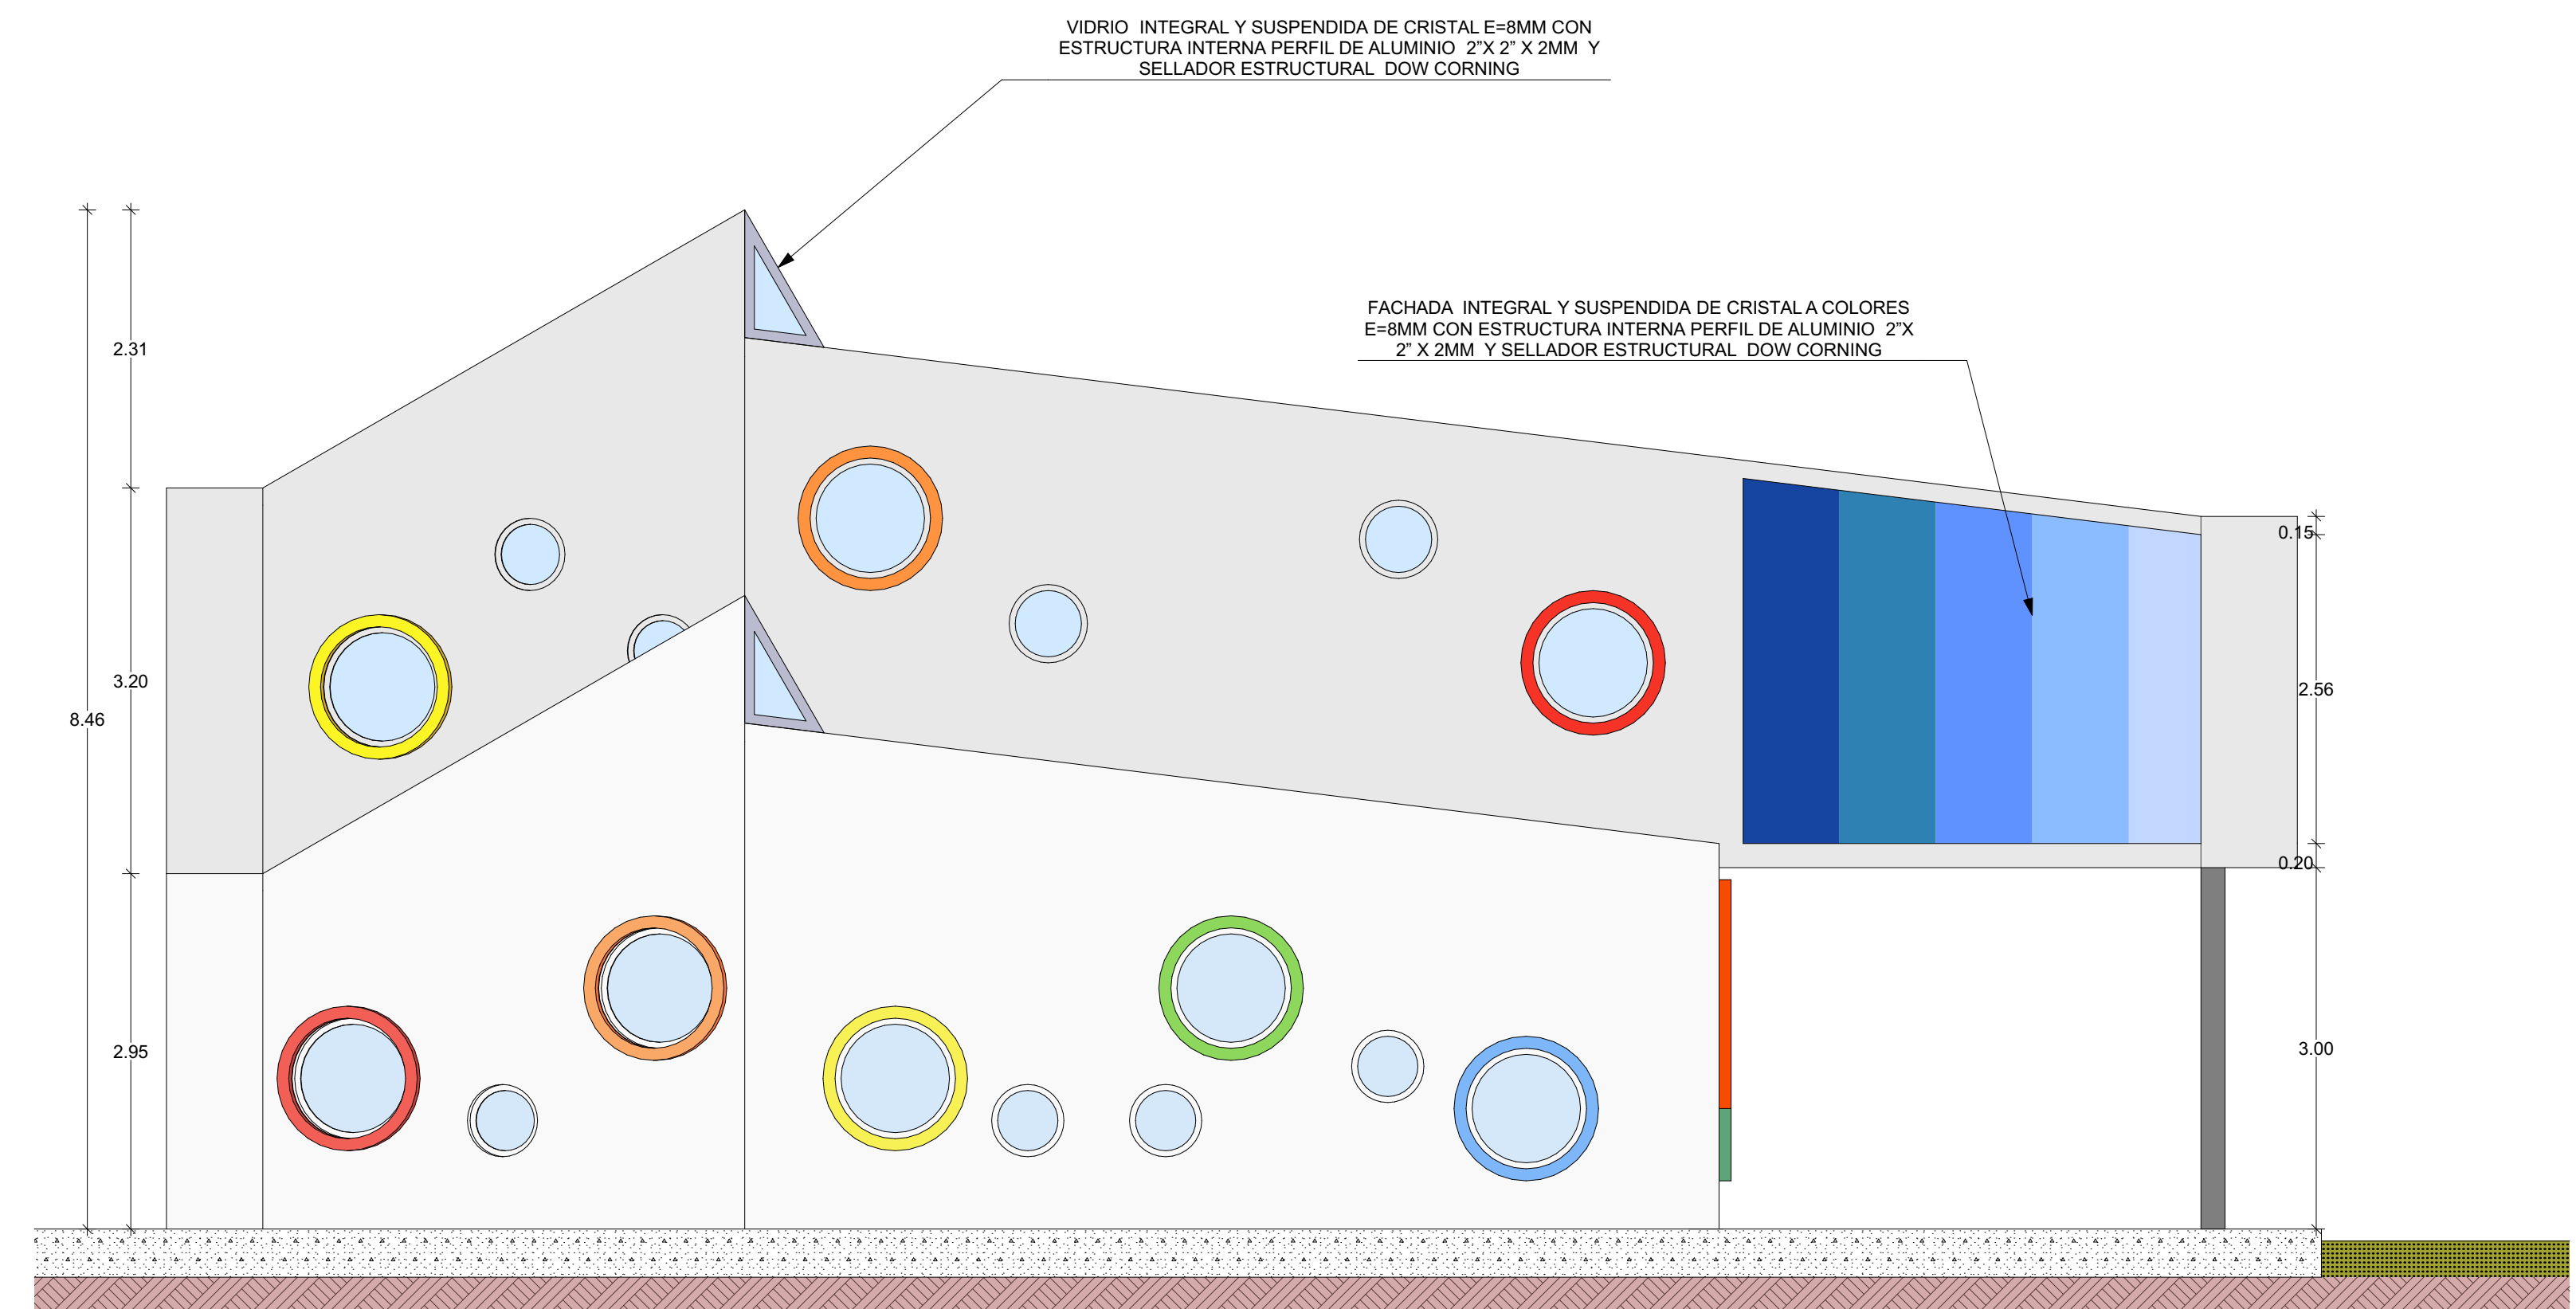 VIDRIO INTEGRAL Y SUSPENDIDA DE CRISTAL E=8MM CON
ESTRUCTURA INTERNA PERFIL DE ALUMINIO 2”X 2” X 2MM Y
SELLADOR ESTRUCTURAL DOW CORNING
FACHADA INTEGRAL Y SUSPENDIDA DE CRISTAL A COLORES
E=8MM CON ESTRUCTURA INTERNA PERFIL DE ALUMINIO 2”X
2” X 2MM Y SELLADOR ESTRUCTURAL DOW CORNING
2.31
3.20
8.46
2.95
0.15
2.56
0.20
3.00